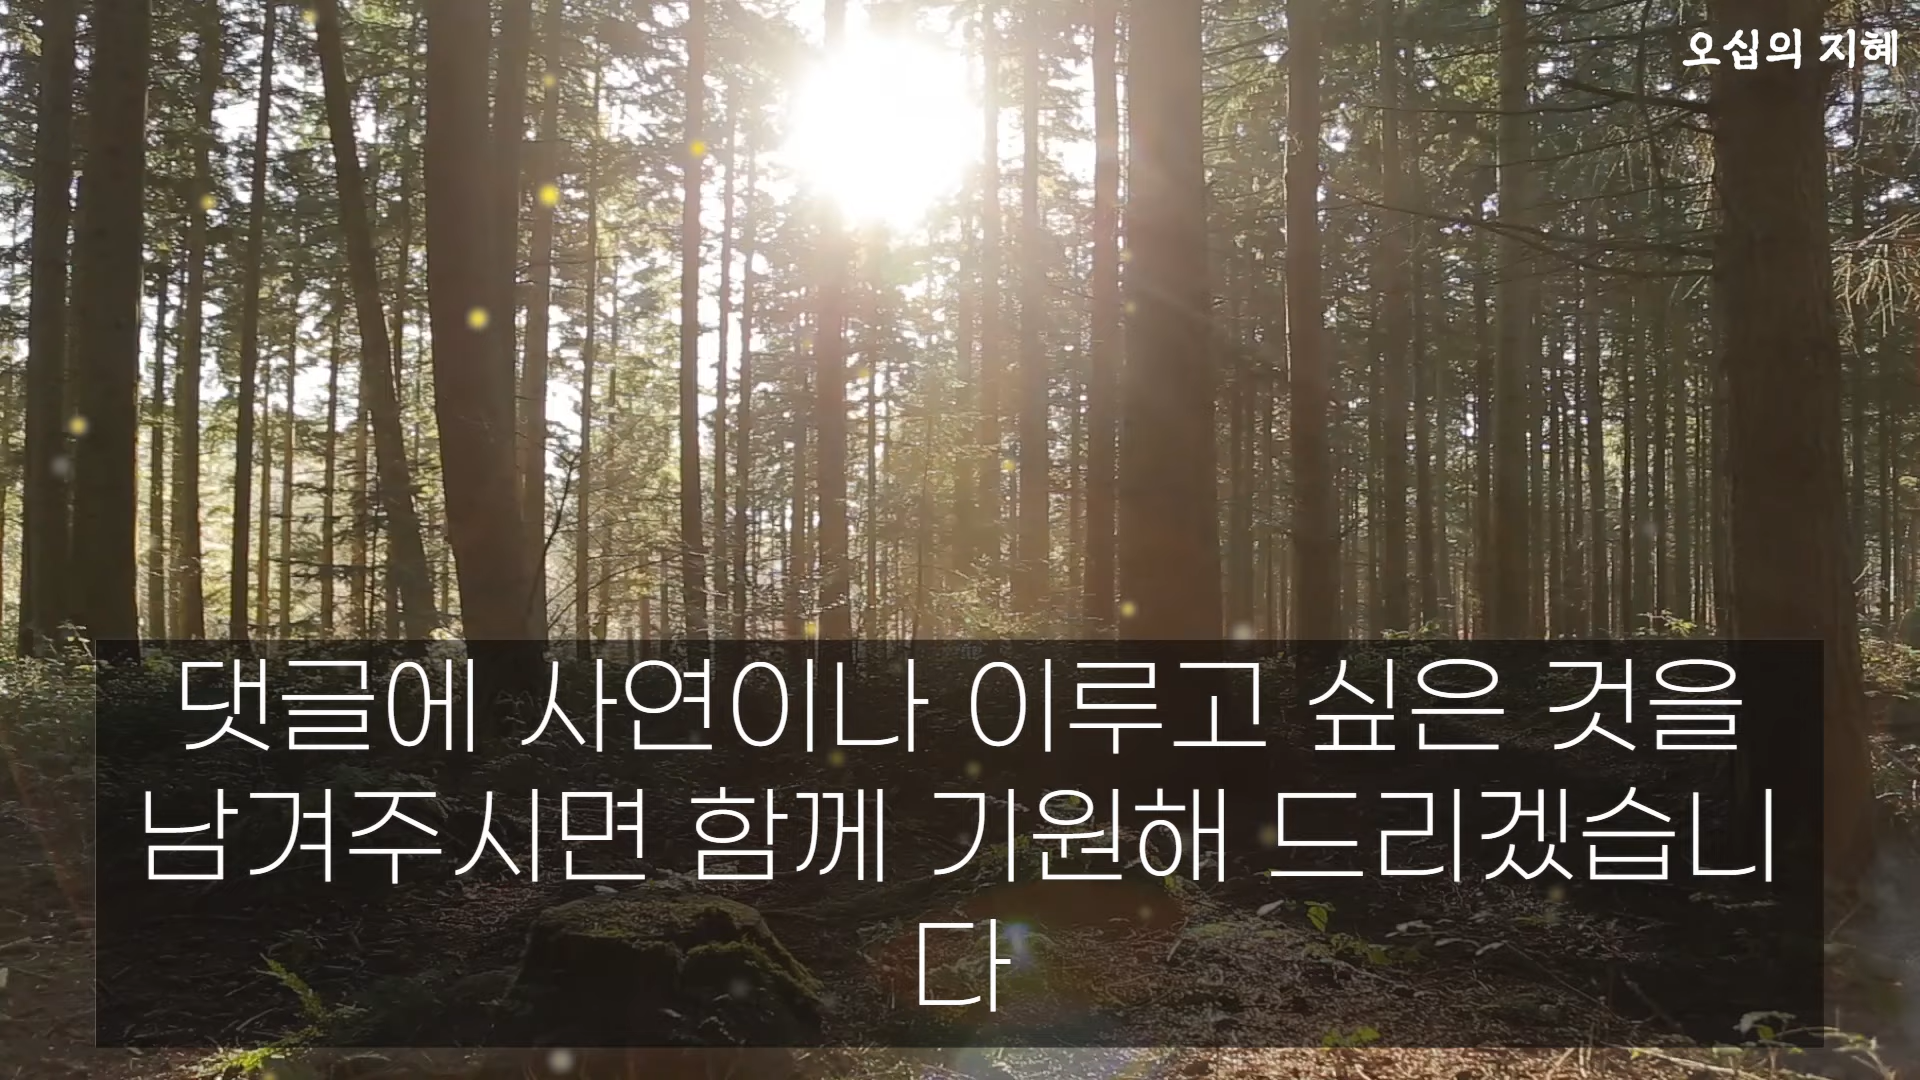 오십의 지혜
댓글에 사연이나 이루고 싶은 것을
남겨주시면 함께 기원해 드리겠습니
다